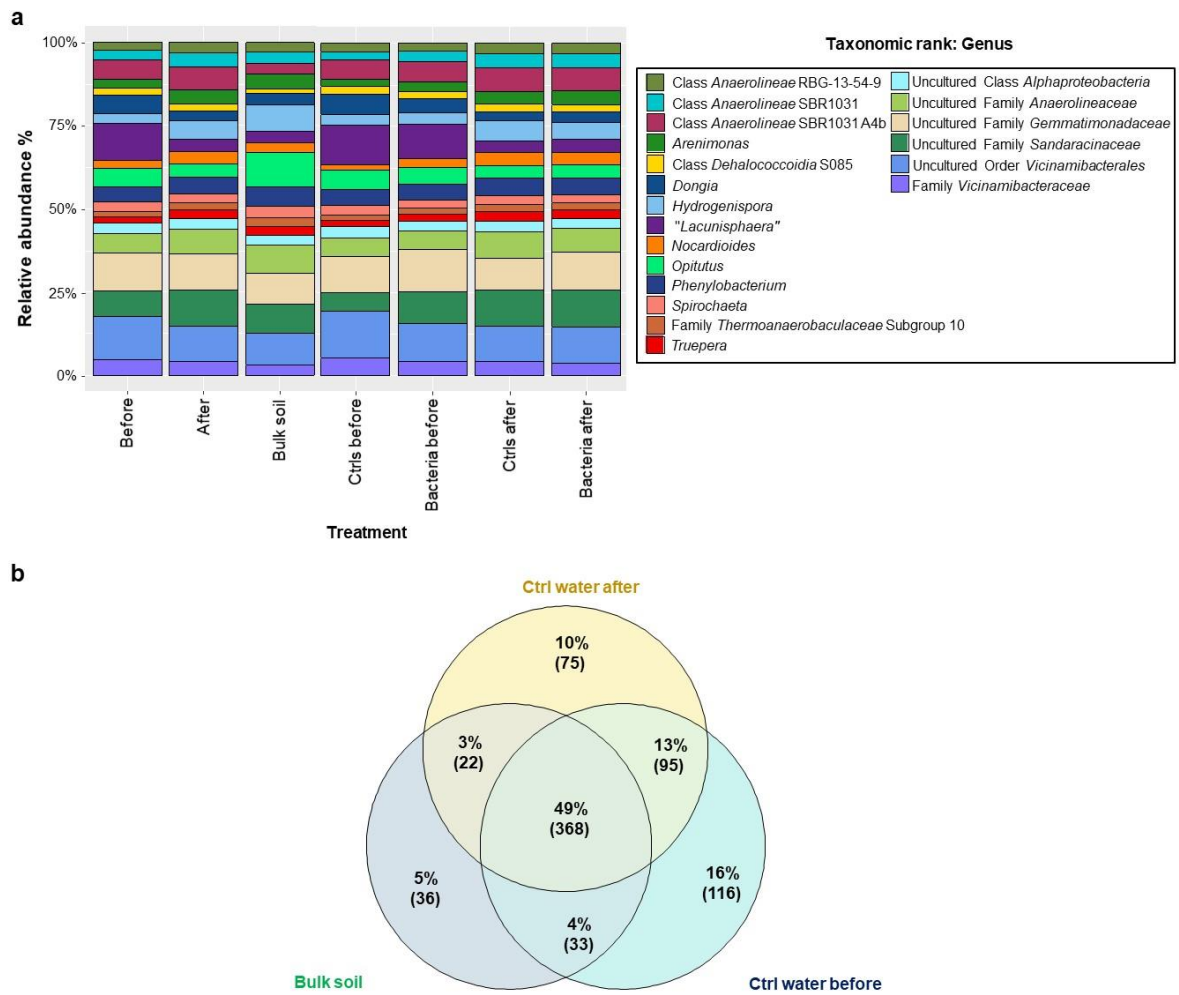 a
100%
75%
50%
25%
0%
Relative abundance %
Before
After
Bulk soil
Ctrls before
Bacteria before
Ctrls after
Bacteria after
Treatment
Taxonomic rank: Genus
Class Anaerolineae RBG-13-54-9
Class Anaerolineae SBR1031
Class Anaerolineae SBR1031 A4b
Arenimonas
Class Dehalococcoidia S085
Dongia
Hydrogenispora
"Lacunisphaera"
Nocardioides
Opitutus
Phenylobacterium
Spirochaeta
Family Thermoanaerobaculaceae Subgroup 10
Truepera
Uncultured Class Alphaproteobacteria
Uncultured Family Anaerolineaceae
Uncultured Family Gemmatimonadaceae
Uncultured Family Sandaracinaceae
Uncultured Order Vicinamibacterales
Family Vicinamibacteraceae
b
Ctrl water after
10%
(75)
3%
(22)
13%
(95)
49%
(368)
5%
(36)
16%
(116)
4%
(33)
Bulk soil
Ctrl water before